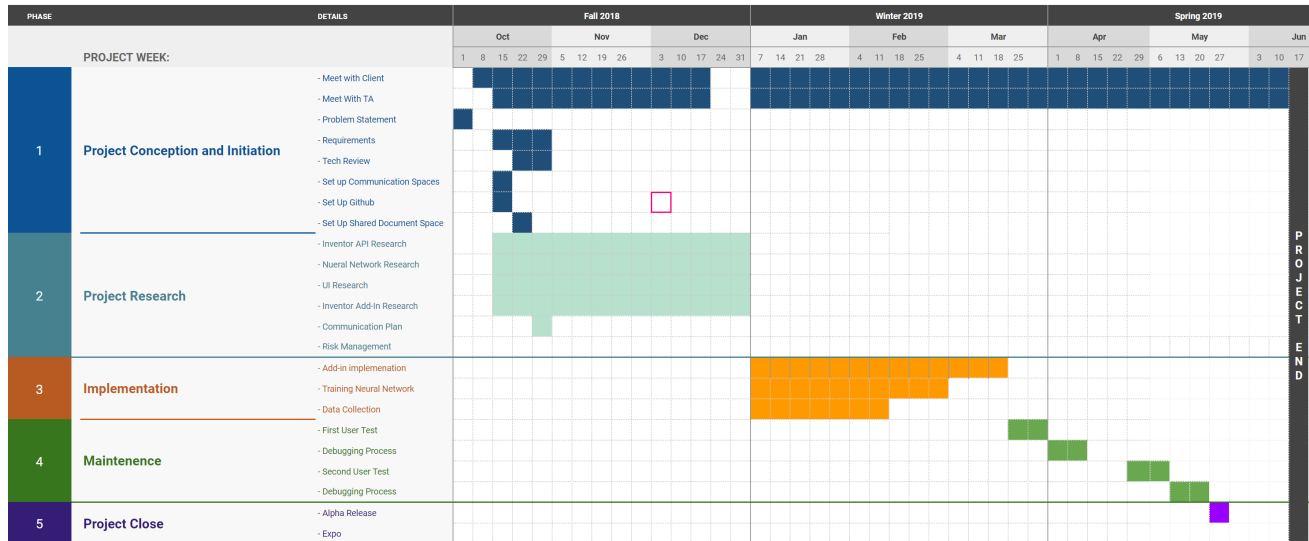 PHASE DETAILS Fall 2018 Winter 2019 Spring 2019
Oct Nov Dec Jan Feb Mar Apr May Jun
PROJECT WEEK: 1 8 15 22 29 5 12 19 26 3 10 17 24 31 7 14 21 28 4 11 18 25 4 11 18 25 1 8 15 22 29 6 13 20 27 3 10 17
1 Project Conception and Initiation
- Meet with Client
- Meet With TA
- Problem Statement
- Requirements
- Tech Review
- Set up Communication Spaces
- Set Up Github
- Set Up Shared Document Space
2 Project Research
- Inventor API Research
- Nueral Network Research
- UI Research
- Inventor Add-In Research
- Communication Plan
- Risk Management
3 Implementation
- Add-in implemenation
- Training Neural Network
- Data Collection
4 Maintenence
- First User Test
- Debugging Process
- Second User Test
- Debugging Process
5 Project Close
- Alpha Release
- Expo
PROJECT END